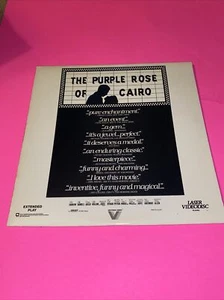 THE PURPLE ROSE
OF CAIRO
"...pure enchantment."
"...an event."
"...a gem."
"...it's a jewel...perfect."
"...it deserves a medal."
"...an enduring classic."
"...masterpiece."
"...funny and charming."
"...I love this movie."
"...inventive, funny and magical."
EXTENDED
PLAY
LASER
VIDEODISC